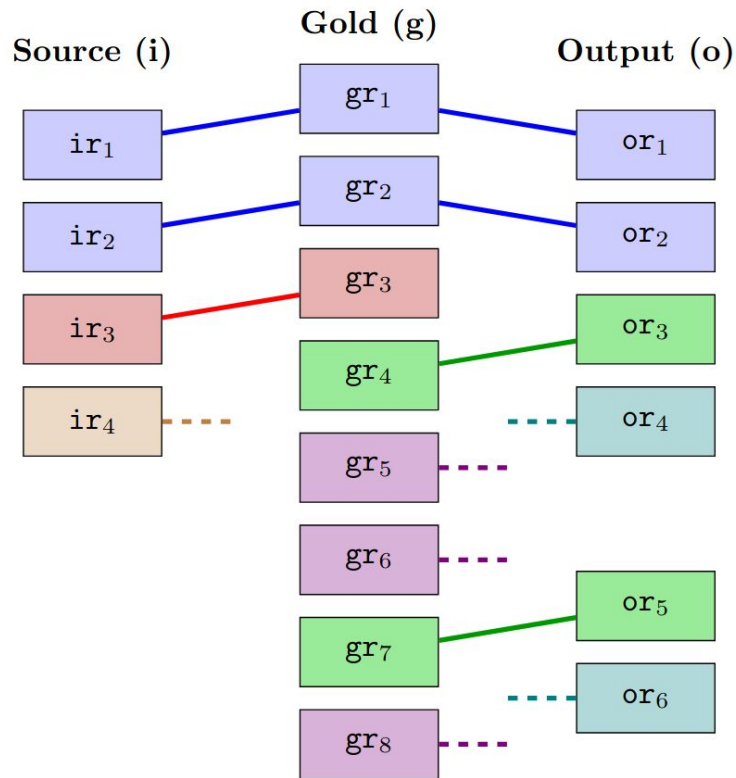 Source (i)
Gold (g)
Output (o)
ir₁
ir₂
ir₃
ir₄
gr₁
gr₂
gr₃
gr₄
gr₅
gr₆
gr₇
gr₈
or₁
or₂
or₃
or₄
or₅
or₆